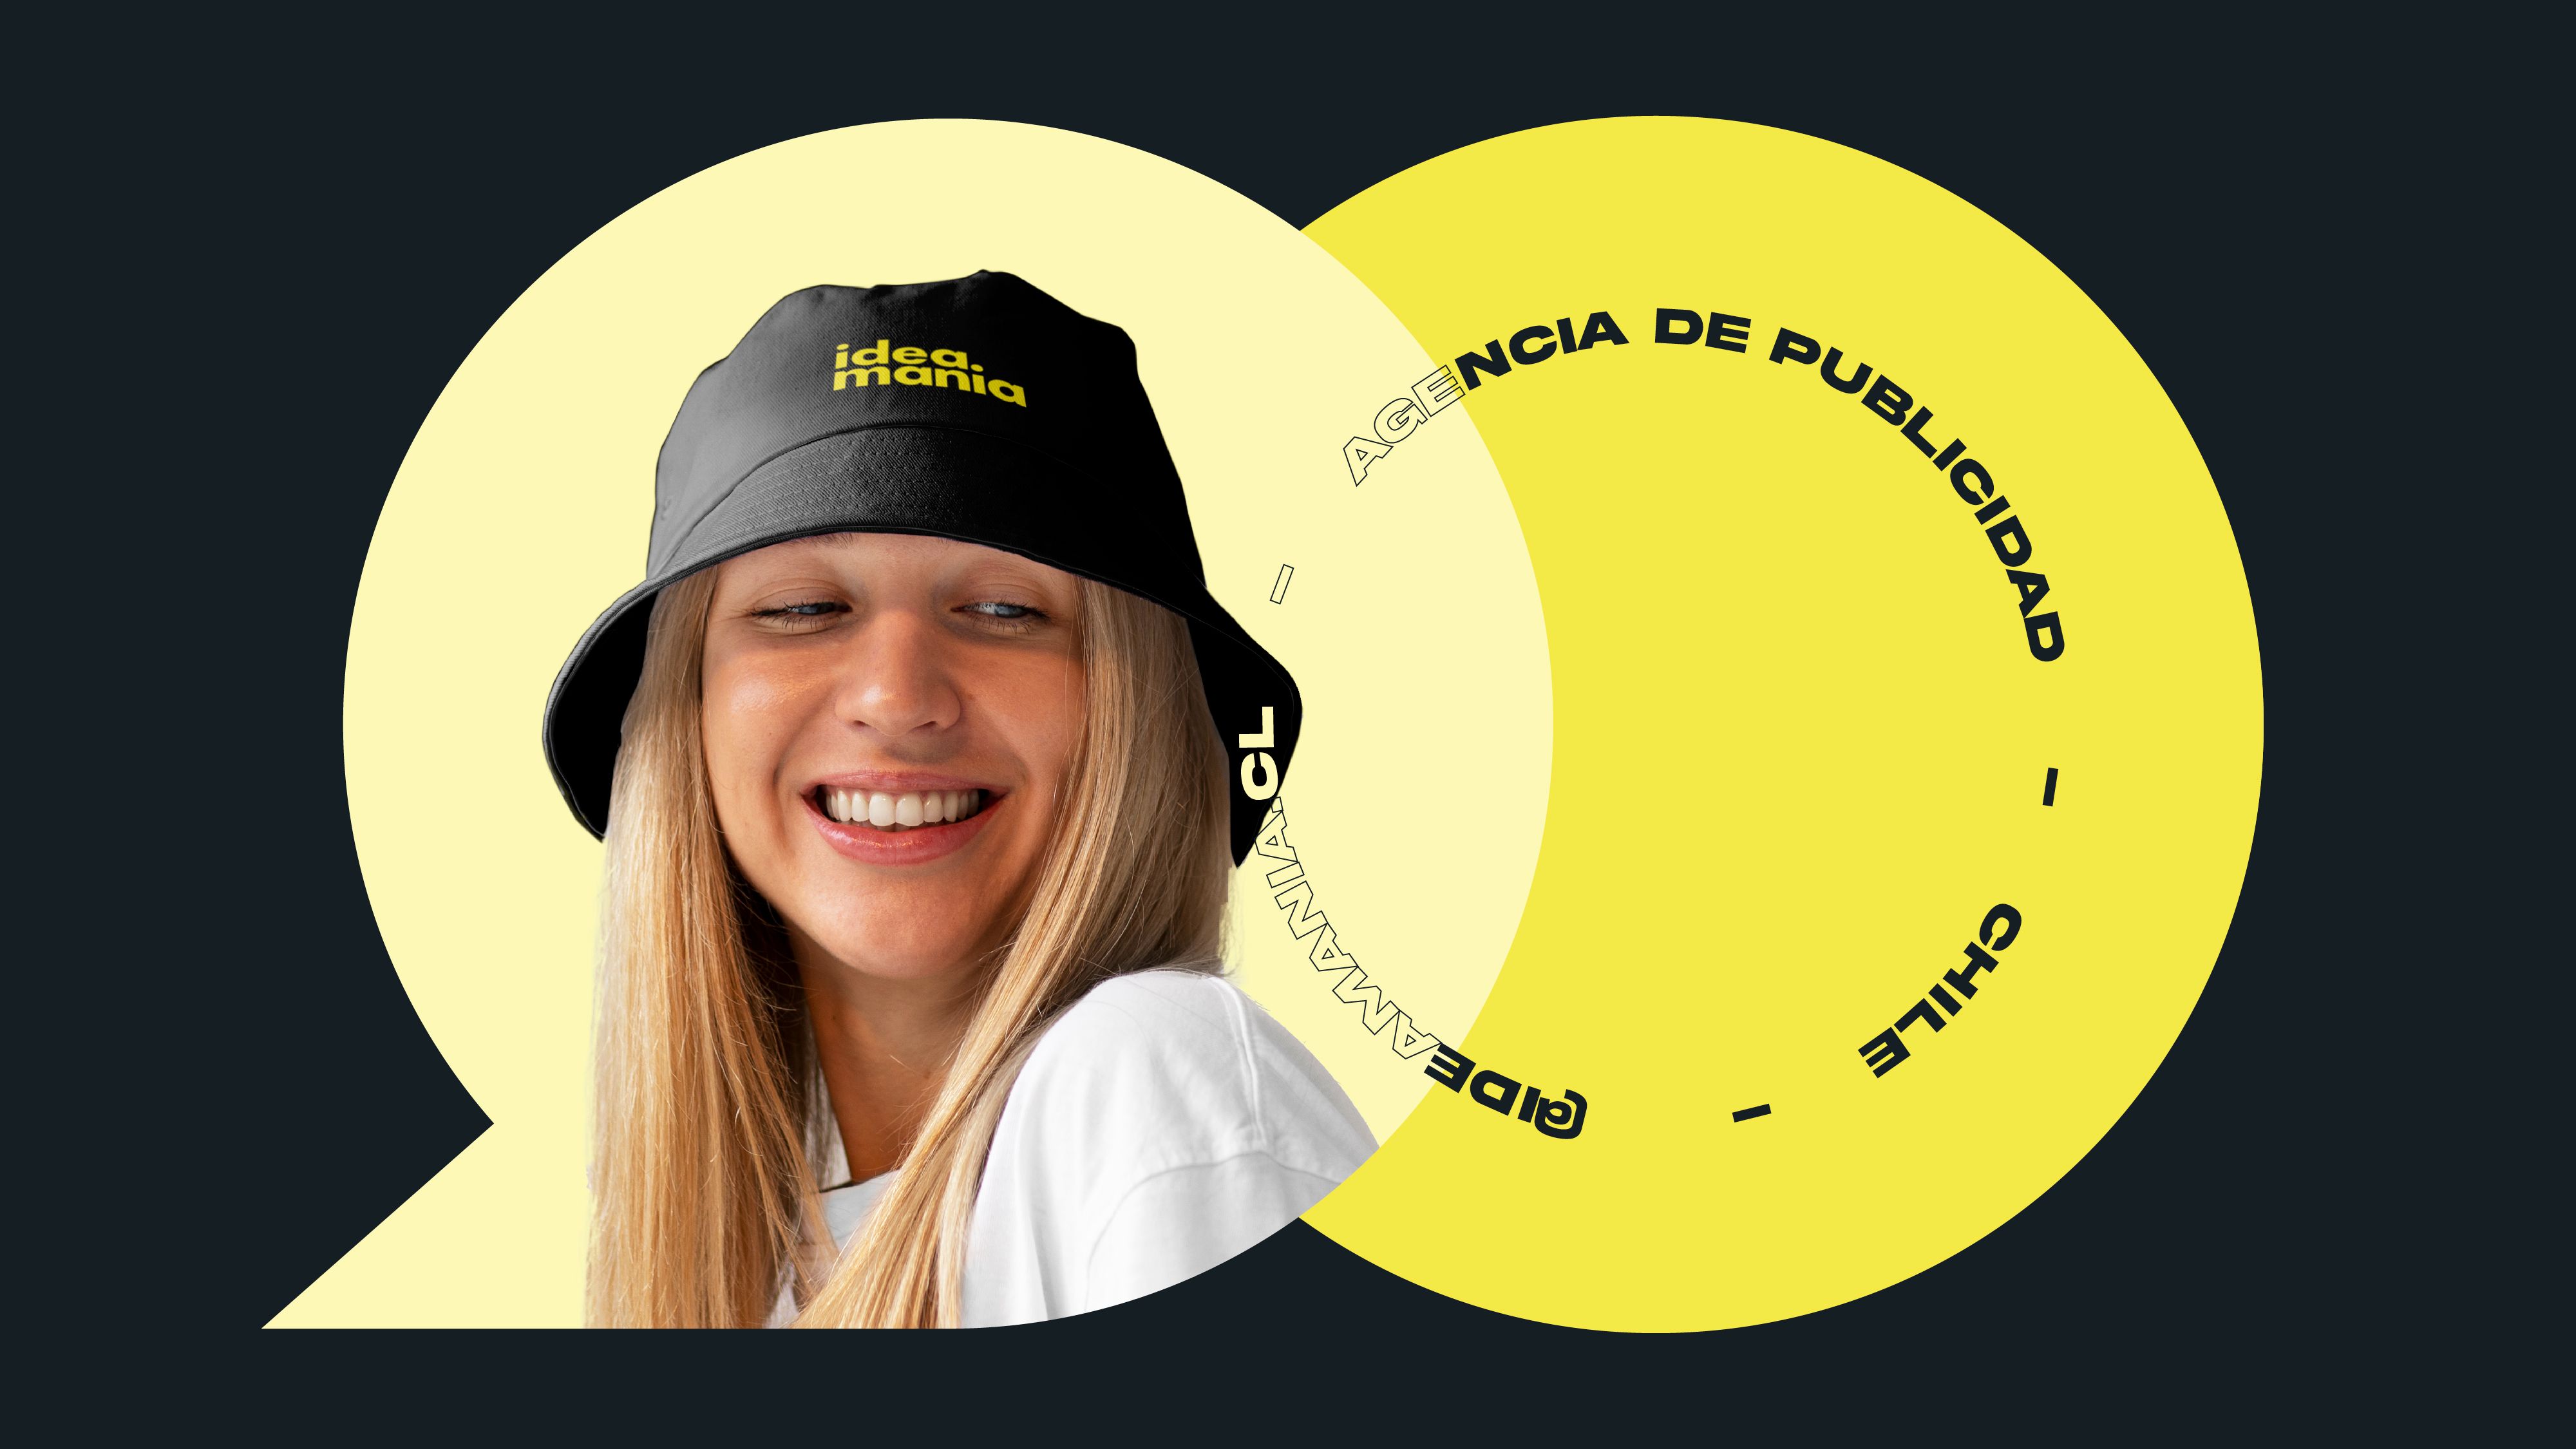 idea.
mania
AGENCIA DE PUBLICIDAD – CHILE – @IDEAMANIA.CL –